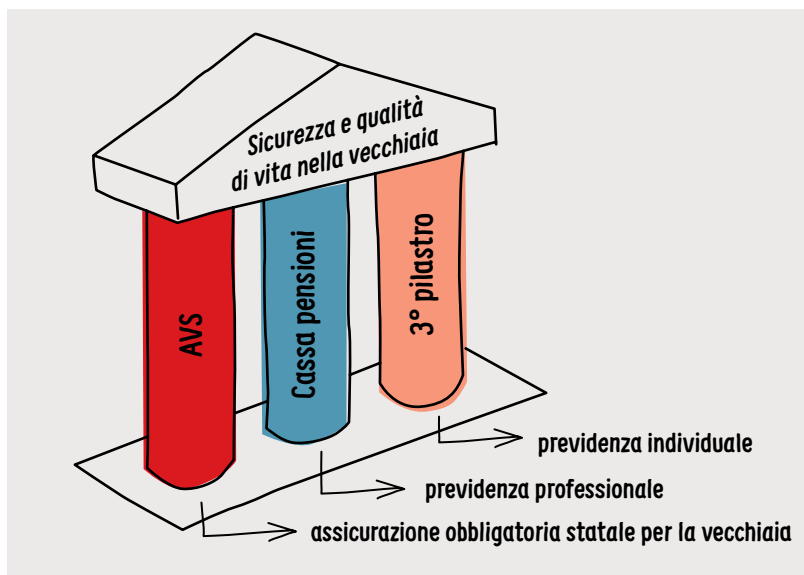 Sicurezza e qualità
di vita nella vecchiaia
AVS
Cassa pensioni
3° pilastro
previdenza individuale
previdenza professionale
assicurazione obbligatoria statale per la vecchiaia